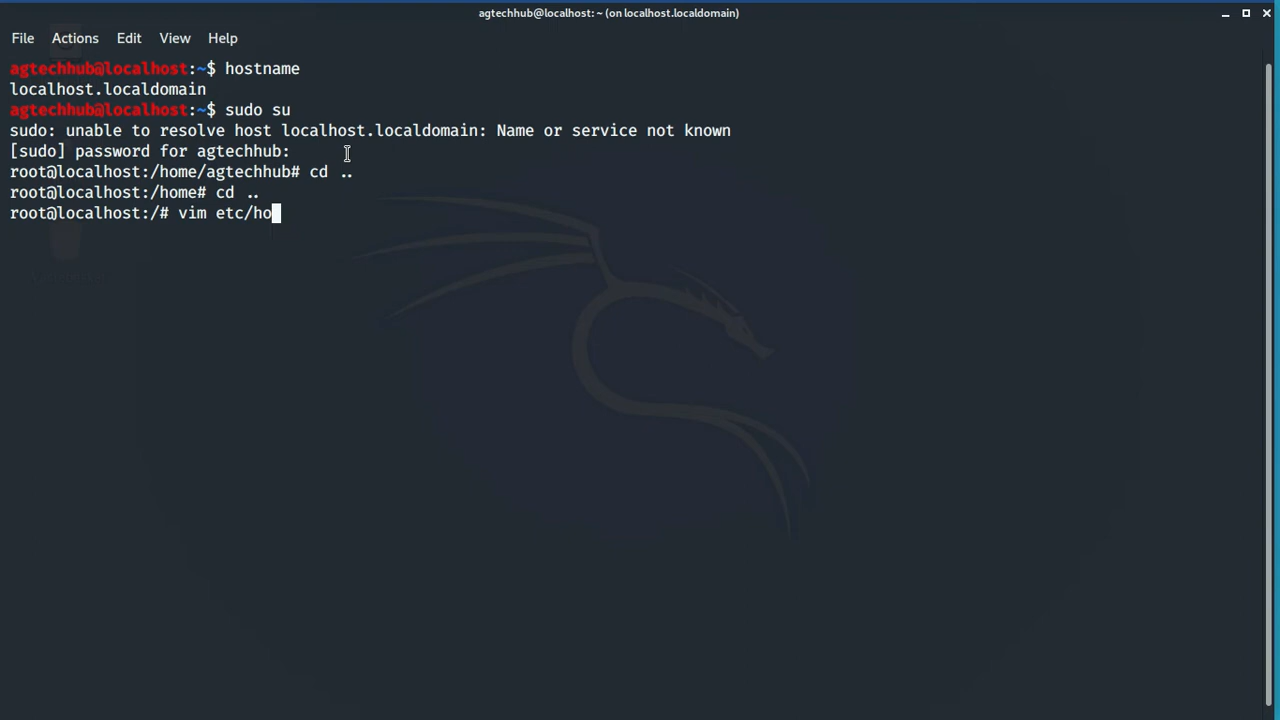 agtechhub@localhost: ~ (on localhost.localdomain)
File Actions Edit View Help
agtechhub@localhost:~$ hostname
localhost.localdomain
agtechhub@localhost:~$ sudo su
sudo: unable to resolve host localhost.localdomain: Name or service not known
[sudo] password for agtechhub:
root@localhost:/home/agtechhub# cd ..
root@localhost:/home# cd ..
root@localhost:/# vim etc/ho